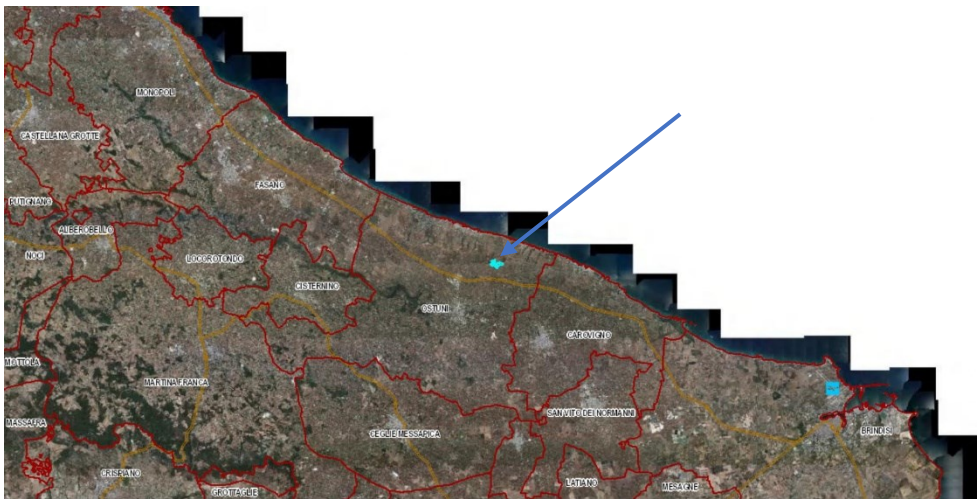 MONOPOLI
CASTELLANA GROTTE
FASANO
PUTIGNANO
ALBEROBELLO
NOCI
LOCOROTONDO
CISTERNINO
OSTUNI
CAROVIGNO
MOTTOLA
MARTINA FRANCA
MASSAFRA
SAN VITO DEI NORMANNI
CEGLIE MESSAPICA
BRINDISI
CRISPIANO
LATIANO
MESAGNE
GROTTAGLIE